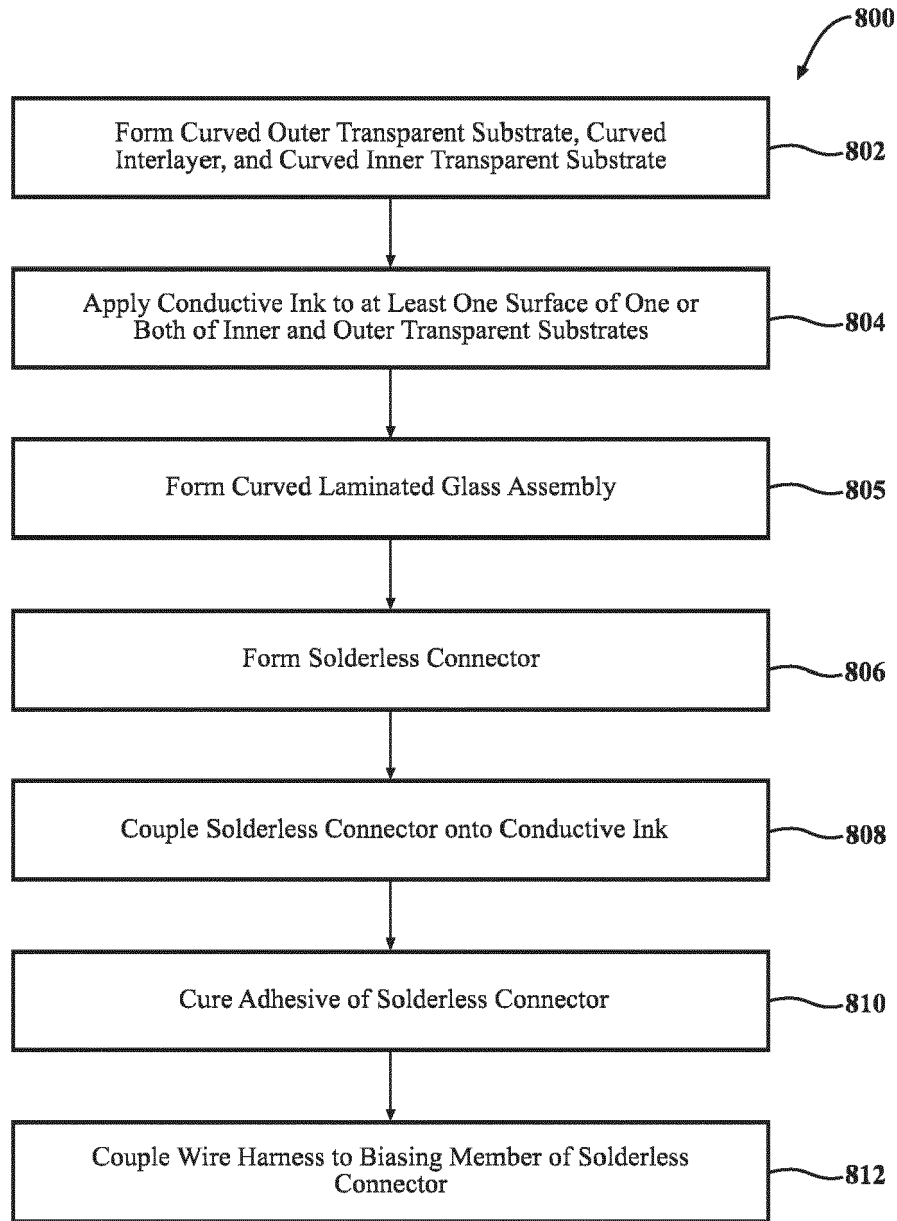 800
Form Curved Outer Transparent Substrate, Curved
Interlayer, and Curved Inner Transparent Substrate
802
Apply Conductive Ink to at Least One Surface of One or
Both of Inner and Outer Transparent Substrates
804
Form Curved Laminated Glass Assembly
805
Form Solderless Connector
806
Couple Solderless Connector onto Conductive Ink
808
Cure Adhesive of Solderless Connector
810
Couple Wire Harness to Biasing Member of Solderless
Connector
812